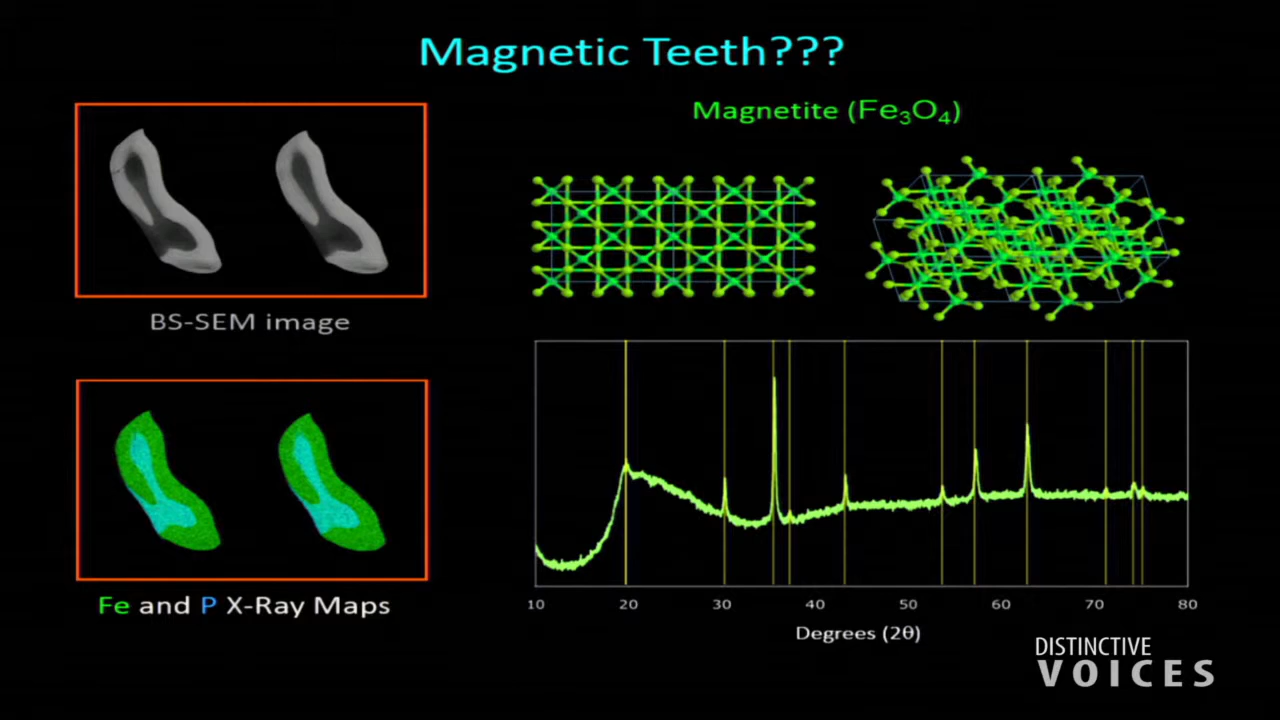 Magnetic Teeth???
Magnetite (Fe₃O₄)
BS-SEM image
Fe and P X-Ray Maps
10 20 30 40 50 60 70 80
Degrees (2θ)
DISTINCTIVE
VOICES